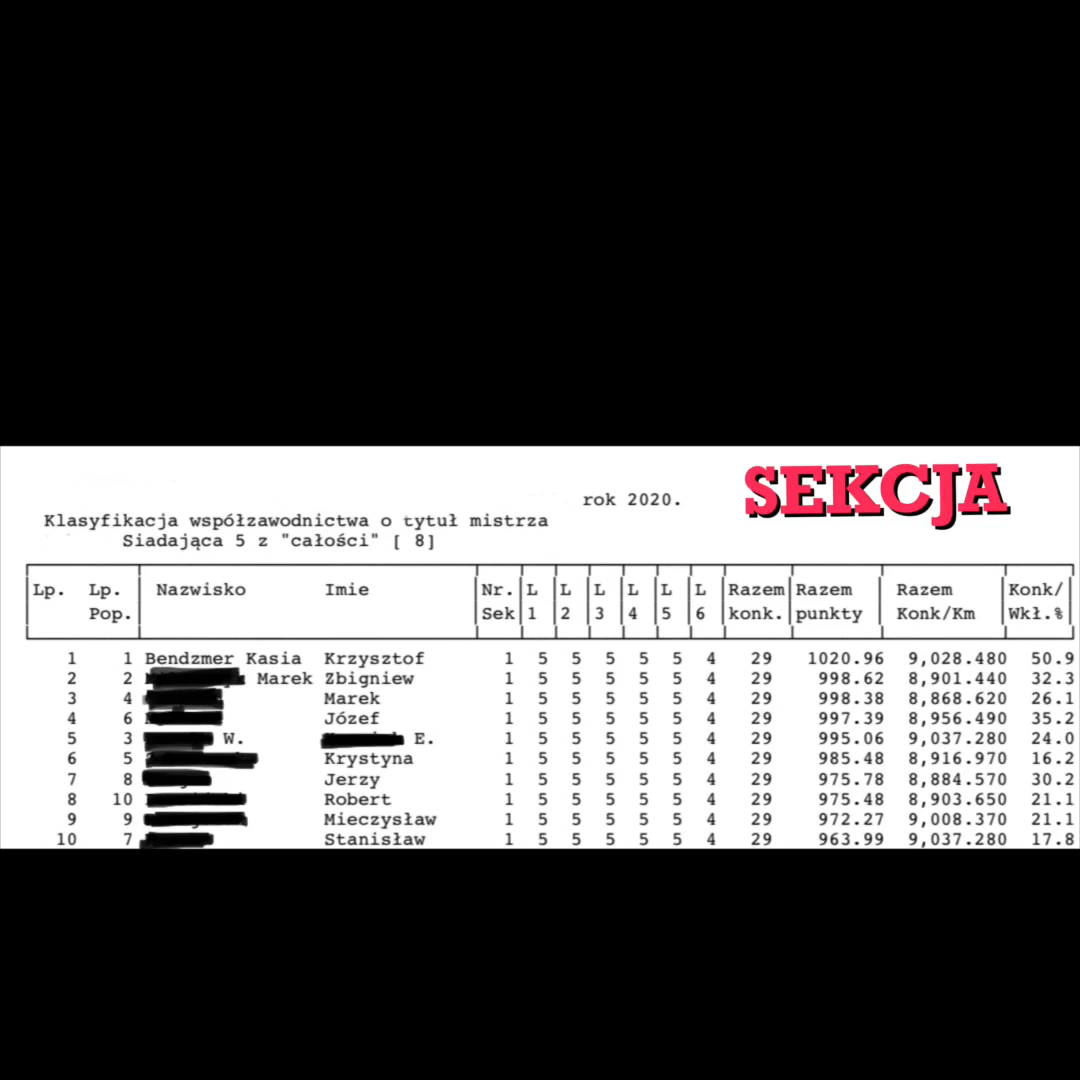 SEKCJA
rok 2020.
Klasyfikacja współzawodnictwa o tytuł mistrza
Siadająca 5 z "całości" [ 8]
Lp. Lp. Nazwisko Imie Nr. L L L L L L Razem Razem Razem Konk/
Pop. Sek 1 2 3 4 5 6 konk. punkty Konk/Km Wkł.%
1 1 Bendzmer Kasia Krzysztof 1 5 5 5 5 5 4 29 1020.96 9,028.480 50.9
2 2 Marek Zbigniew 1 5 5 5 5 5 4 29 998.62 8,901.440 32.3
3 4 Marek 1 5 5 5 5 5 4 29 998.38 8,868.620 26.1
4 6 Józef 1 5 5 5 5 5 4 29 997.39 8,956.490 35.2
5 3 W. E. 1 5 5 5 5 5 4 29 995.06 9,037.280 24.0
6 5 Krystyna 1 5 5 5 5 5 4 29 985.48 8,916.970 16.2
7 8 Jerzy 1 5 5 5 5 5 4 29 975.78 8,884.570 30.2
8 10 Robert 1 5 5 5 5 5 4 29 975.48 8,903.650 21.1
9 9 Mieczysław 1 5 5 5 5 5 4 29 972.27 9,008.370 21.1
10 7 Stanisław 1 5 5 5 5 5 4 29 963.99 9,037.280 17.8